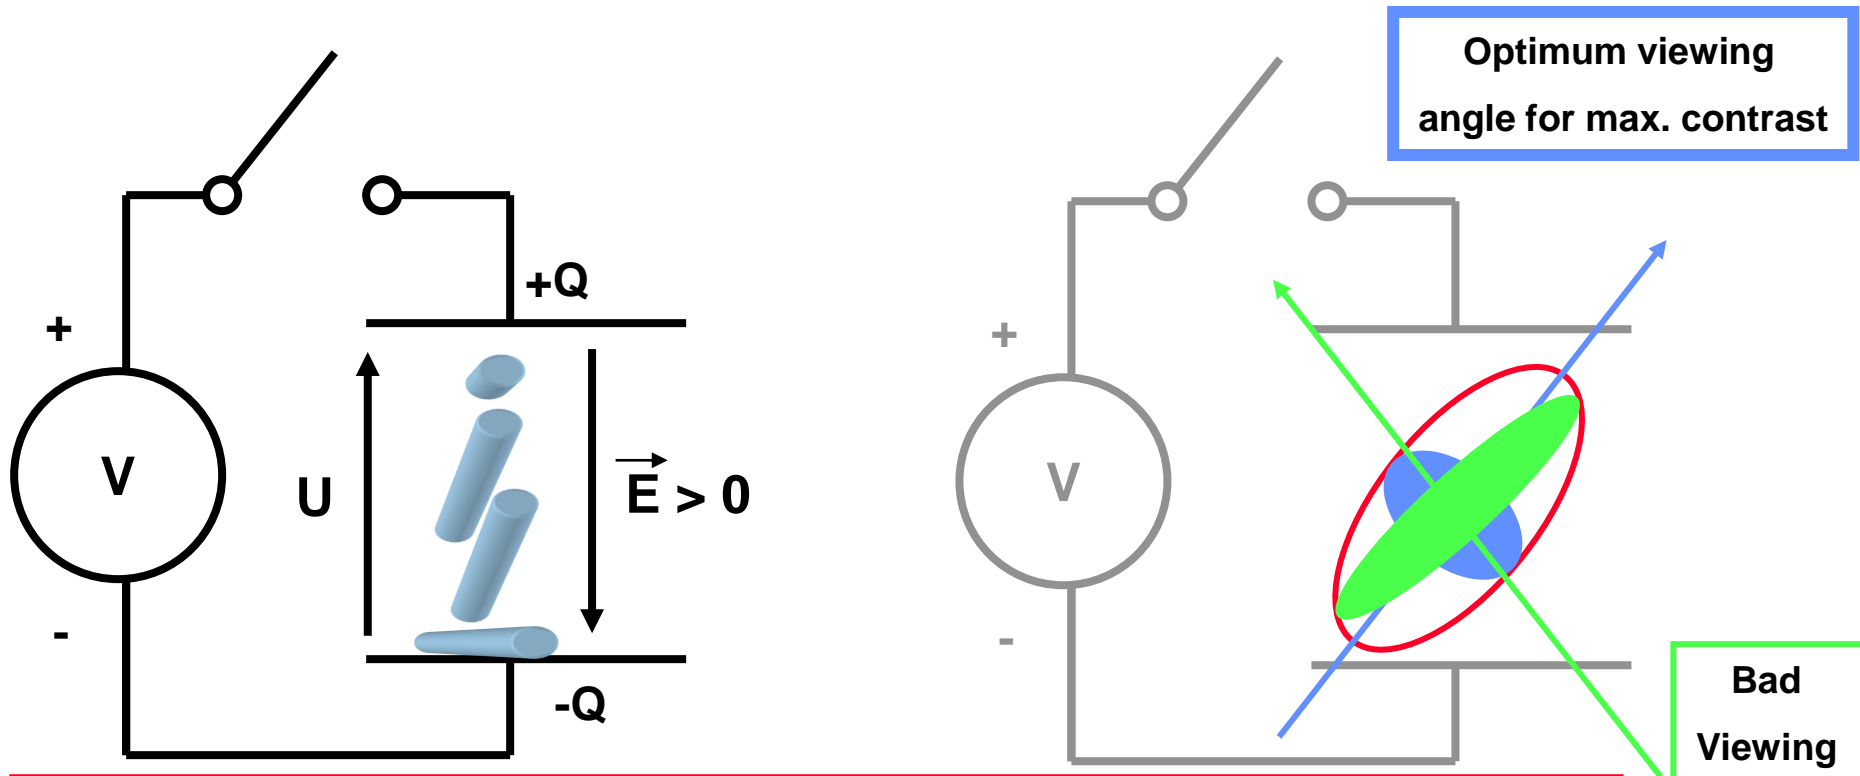 +
V
-
U
+Q
E > 0
-Q
Optimum viewing
angle for max. contrast
+
V
-
Bad
Viewing